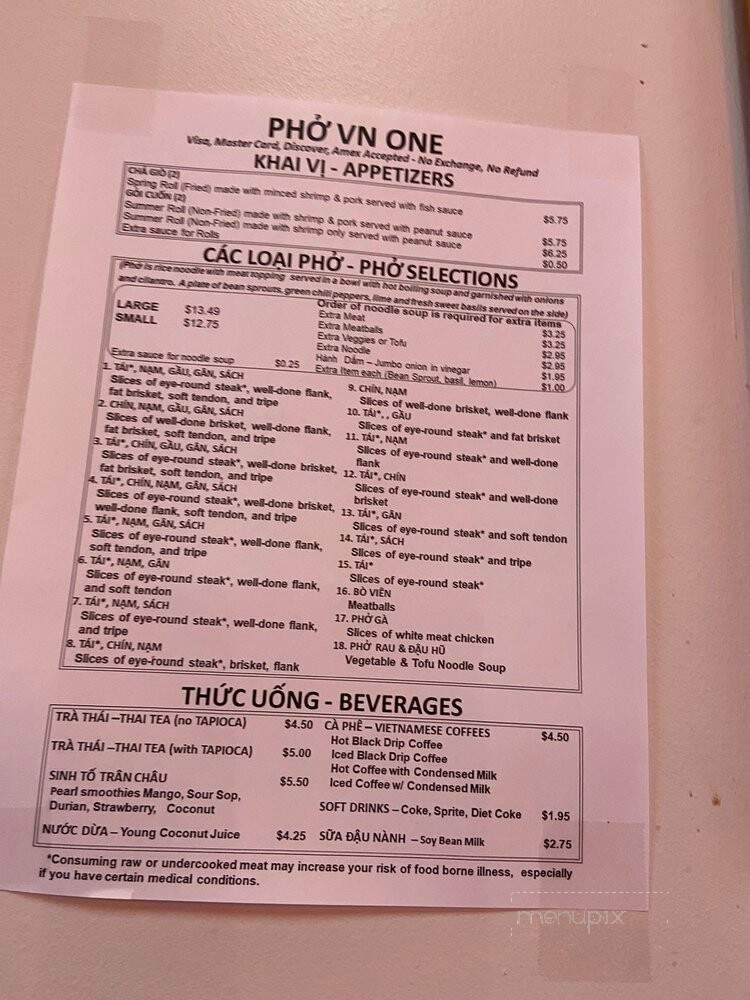 PHỞ VN ONE
Visa, Master Card, Discover, Amex Accepted - No Exchange, No Refund
KHAI VỊ - APPETIZERS
CHẢ GIÒ (2)
Spring Roll (Fried) made with minced shrimp & pork served with fish sauce $5.75
GỎI CUỐN (2)
Summer Roll (Non-Fried) made with shrimp & pork served with peanut sauce $5.75
Summer Roll (Non-Fried) made with shrimp only served with peanut sauce $6.25
Extra sauce for Rolls $0.50
CÁC LOẠI PHỞ - PHỞ SELECTIONS
(Phở is rice noodle with meat topping served in a bowl with hot boiling soup and garnished with onions
and cilantro. A plate of bean sprouts, green chili peppers, lime and fresh sweet basils served on the side)
LARGE $13.49
SMALL $12.75
Extra sauce for noodle soup $0.25
Order of noodle soup is required for extra items
Extra Meat $3.25
Extra Meatballs $3.25
Extra Veggies or Tofu $2.95
Extra Noodle $2.95
Hành Dấm – Jumbo onion in vinegar $1.95
Extra Item each (Bean Sprout, basil, lemon) $1.00
1. TÁI*, NẠM, GẦU, GÂN, SÁCH
Slices of eye-round steak*, well-done flank,
fat brisket, soft tendon, and tripe
2. CHÍN, NẠM, GẦU, GÂN, SÁCH
Slices of well-done brisket, well-done flank,
fat brisket, soft tendon, and tripe
3. TÁI*, CHÍN, GẦU, GÂN, SÁCH
Slices of eye-round steak*, well-done brisket,
fat brisket, soft tendon, and tripe
4. TÁI*, CHÍN, NẠM, GÂN, SÁCH
Slices of eye-round steak*, well-done brisket,
well-done flank, soft tendon, and tripe
5. TÁI*, NẠM, GÂN, SÁCH
Slices of eye-round steak*, well-done flank,
soft tendon, and tripe
6. TÁI*, NẠM, GÂN
Slices of eye-round steak*, well-done flank,
and soft tendon
7. TÁI*, NẠM, SÁCH
Slices of eye-round steak*, well-done flank,
and tripe
8. TÁI*, CHÍN, NẠM
Slices of eye-round steak*, brisket, flank
9. CHÍN, NẠM
Slices of well-done brisket, well-done flank
10. TÁI*, , GẦU
Slices of eye-round steak* and fat brisket
11. TÁI*, NẠM
Slices of eye-round steak* and well-done
flank
12. TÁI*, CHÍN
Slices of eye-round steak* and well-done
brisket
13. TÁI*, GÂN
Slices of eye-round steak* and soft tendon
14. TÁI*, SÁCH
Slices of eye-round steak* and tripe
15. TÁI*
Slices of eye-round steak*
16. BÒ VIÊN
Meatballs
17. PHỞ GÀ
Slices of white meat chicken
18. PHỞ RAU & ĐẬU HŨ
Vegetable & Tofu Noodle Soup
THỨC UỐNG - BEVERAGES
TRÀ THÁI –THAI TEA (no TAPIOCA) $4.50
TRÀ THÁI –THAI TEA (with TAPIOCA) $5.00
SINH TỐ TRÂN CHÂU $5.50
Pearl smoothies Mango, Sour Sop,
Durian, Strawberry, Coconut
NƯỚC DỪA – Young Coconut Juice $4.25
CÀ PHÊ – VIETNAMESE COFFEES $4.50
Hot Black Drip Coffee
Iced Black Drip Coffee
Hot Coffee with Condensed Milk
Iced Coffee w/ Condensed Milk
SOFT DRINKS – Coke, Sprite, Diet Coke $1.95
SỮA ĐẬU NÀNH – Soy Bean Milk $2.75
*Consuming raw or undercooked meat may increase your risk of food borne illness, especially
if you have certain medical conditions.
menupix